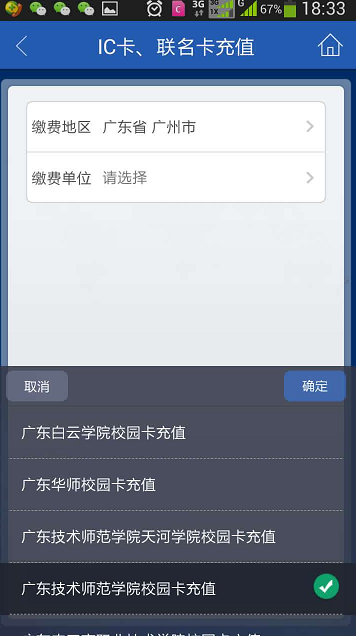 3G
3G
1X
G
67%
18:33
IC卡、联名卡充值
缴费地区 广东省 广州市
缴费单位 请选择
取消
确定
广东白云学院校园卡充值
广东华师校园卡充值
广东技术师范学院天河学院校园卡充值
广东技术师范学院校园卡充值